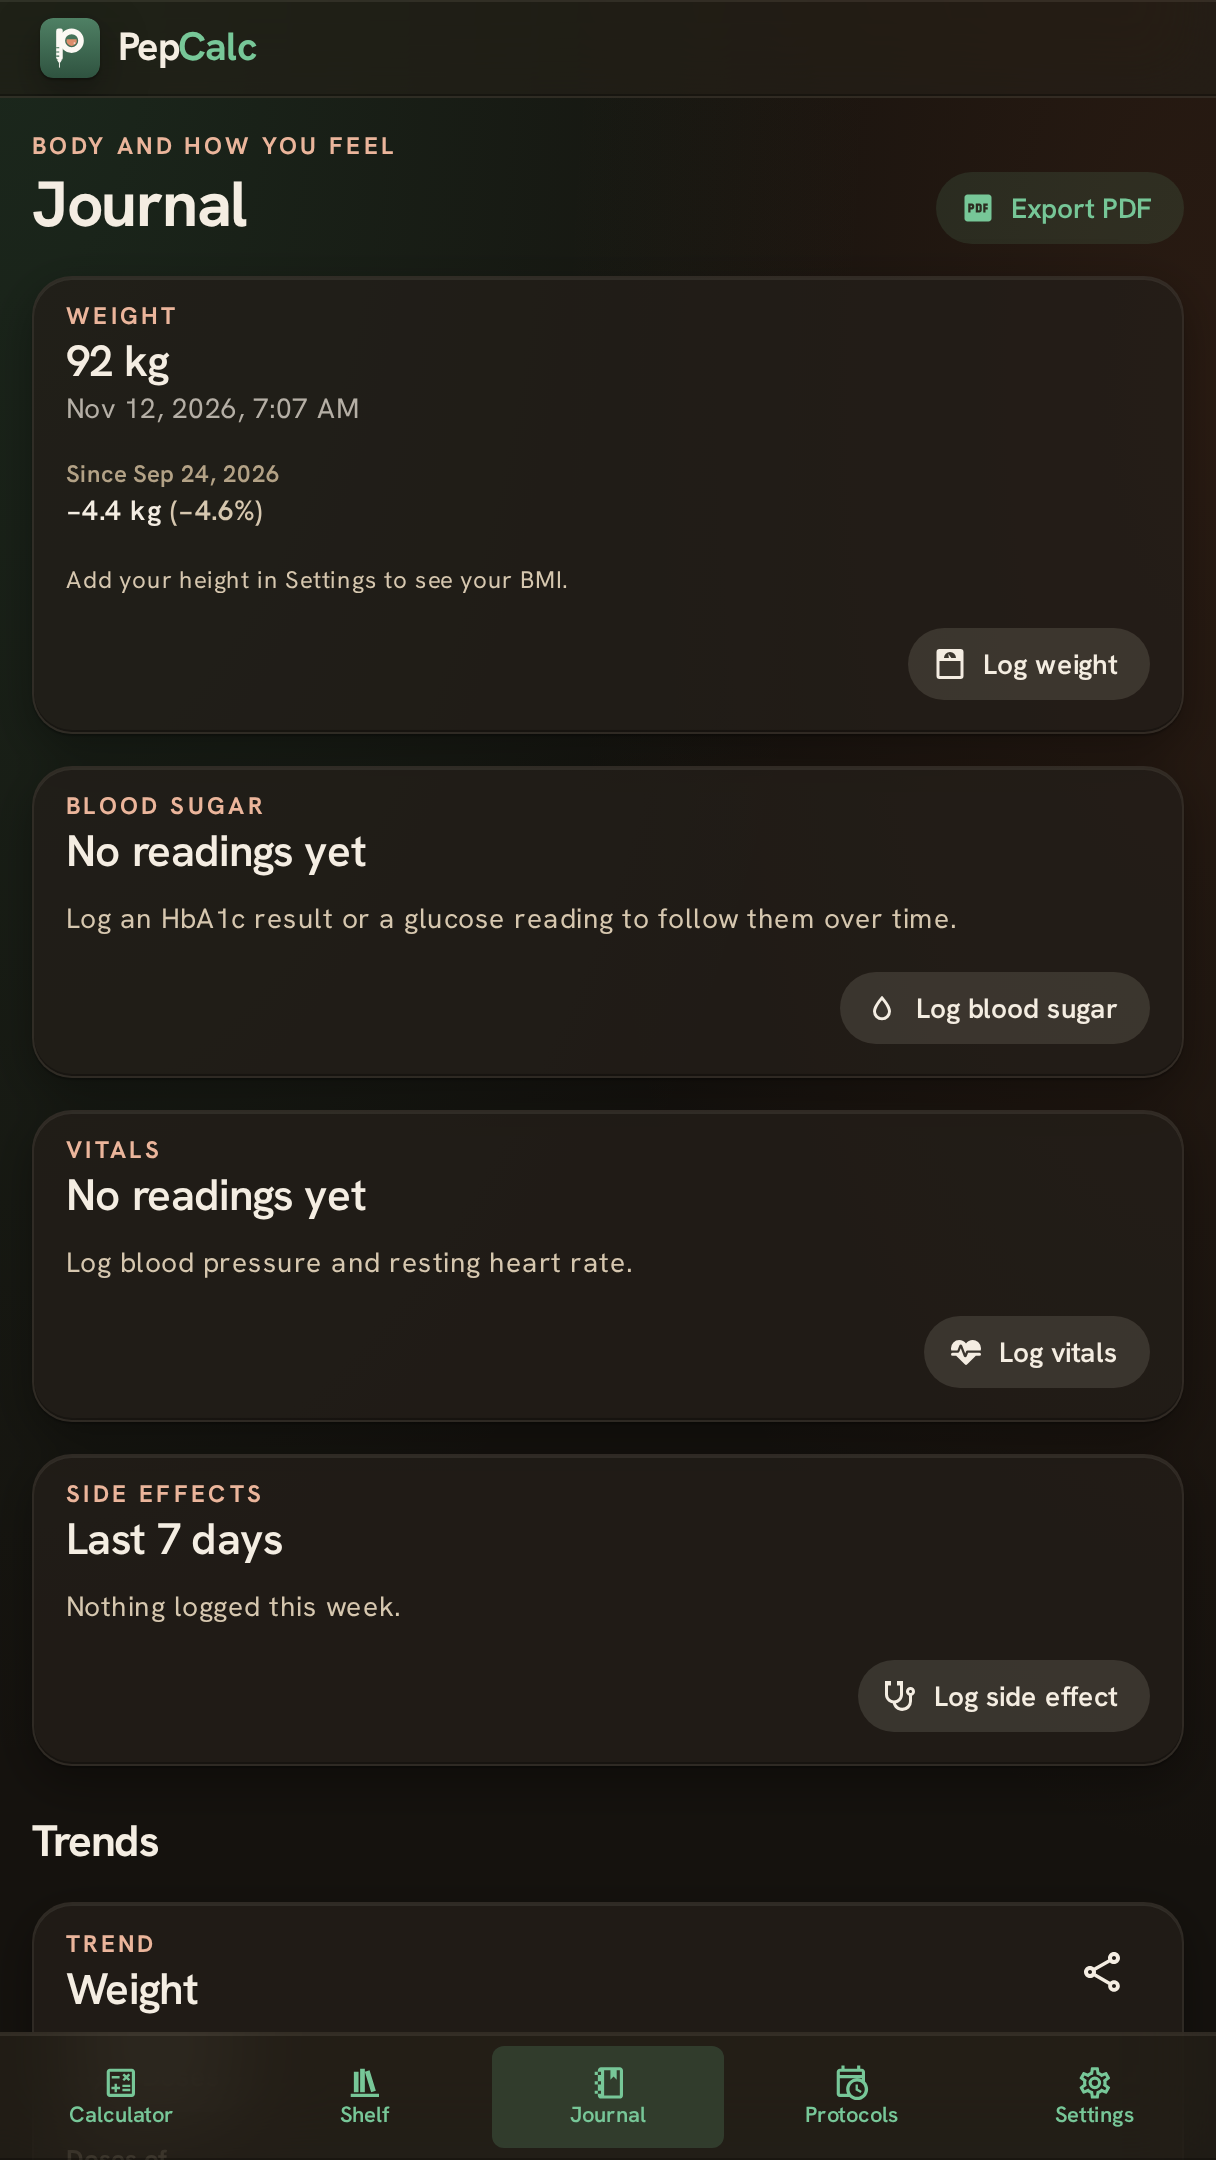 PepCalc
BODY AND HOW YOU FEEL
Journal
PDF Export PDF
WEIGHT
92 kg
Nov 12, 2026, 7:07 AM
Since Sep 24, 2026
−4.4 kg (−4.6%)
Add your height in Settings to see your BMI.
Log weight
BLOOD SUGAR
No readings yet
Log an HbA1c result or a glucose reading to follow them over time.
Log blood sugar
VITALS
No readings yet
Log blood pressure and resting heart rate.
Log vitals
SIDE EFFECTS
Last 7 days
Nothing logged this week.
Log side effect
Trends
TREND
Weight
Calculator
Shelf
Journal
Protocols
Settings